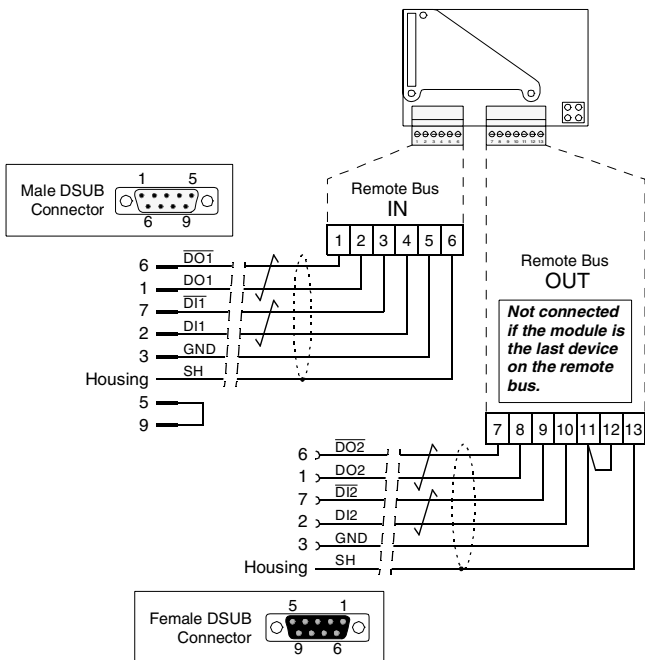 1 2 3 4 5 6
7 8 9 10 11 12 13
Male DSUB
Connector
1 5
6 9
Remote Bus
IN
1 2 3 4 5 6
6 D̅O̅1̅
1 DO1
7 D̅I̅1̅
2 DI1
3 GND
Housing SH
5
9
Remote Bus
OUT
Not connected
if the module is
the last device
on the remote
bus.
7 8 9 10 11 12 13
6 D̅O̅2̅
1 DO2
7 D̅I̅2̅
2 DI2
3 GND
Housing SH
Female DSUB
Connector
5 1
9 6